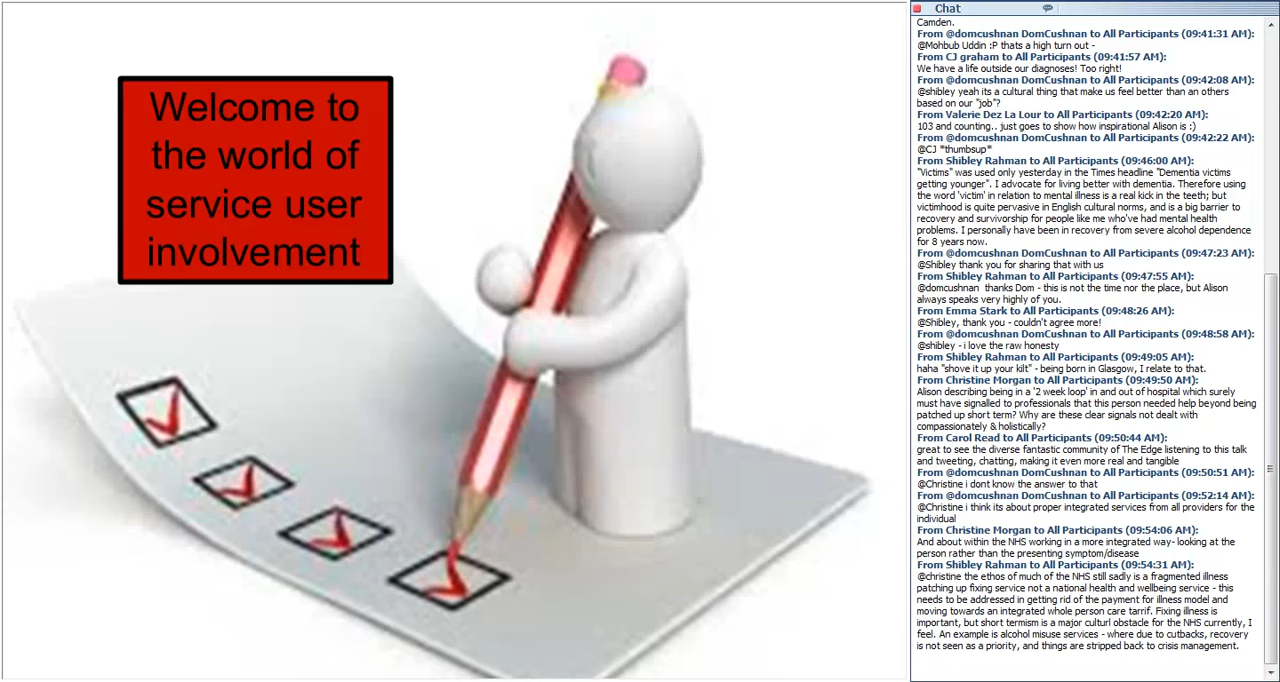 Welcome to
the world of
service user
involvement
Chat
Camden.
From @domcushnan DomCushnan to All Participants (09:41:31 AM):
@Mohbub Uddin :P thats a high turn out -
From CJ graham to All Participants (09:41:57 AM):
We have a life outside our diagnoses! Too right!
From @domcushnan DomCushnan to All Participants (09:42:08 AM):
@shibley yeah its a cultural thing that make us feel better than an others
based on our "job"?
From Valerie Dez La Lour to All Participants (09:42:20 AM):
103 and counting.. just goes to show how inspirational Alison is :)
From @domcushnan DomCushnan to All Participants (09:42:22 AM):
@CJ *thumbsup*
From Shibley Rahman to All Participants (09:46:00 AM):
"Victims" was used only yesterday in the Times headline "Dementia victims
getting younger". I advocate for living better with dementia. Therefore using
the word 'victim' in relation to mental illness is a real kick in the teeth; but
victimhood is quite pervasive in English cultural norms, and is a big barrier to
recovery and survivorship for people like me who've had mental health
problems. I personally have been in recovery from severe alcohol dependence
for 8 years now.
From @domcushnan DomCushnan to All Participants (09:47:23 AM):
@Shibley thank you for sharing that with us
From Shibley Rahman to All Participants (09:47:55 AM):
@domcushnan  thanks Dom - this is not the time nor the place, but Alison
always speaks very highly of you.
From Emma Stark to All Participants (09:48:26 AM):
@Shibley, thank you - couldn't agree more!
From @domcushnan DomCushnan to All Participants (09:48:58 AM):
@shibley - i love the raw honesty
From Shibley Rahman to All Participants (09:49:05 AM):
haha "shove it up your kilt" - being born in Glasgow, I relate to that.
From Christine Morgan to All Participants (09:49:50 AM):
Alison describing being in a '2 week loop' in and out of hospital which surely
must have signalled to professionals that this person needed help beyond being
patched up short term? Why are these clear signals not dealt with
compassionately & holistically?
From Carol Read to All Participants (09:50:44 AM):
great to see the diverse fantastic community of The Edge listening to this talk
and tweeting, chatting, making it even more real and tangible
From @domcushnan DomCushnan to All Participants (09:50:51 AM):
@Christine i dont know the answer to that
From @domcushnan DomCushnan to All Participants (09:52:14 AM):
@Christine i think its about proper integrated services from all providers for the
individual
From Christine Morgan to All Participants (09:54:06 AM):
And about within the NHS working in a more integrated way- looking at the
person rather than the presenting symptom/disease
From Shibley Rahman to All Participants (09:54:31 AM):
@christine the ethos of much of the NHS still sadly is a fragmented illness
patching up fixing service not a national health and wellbeing service - this
needs to be addressed in getting rid of the payment for illness model and
moving towards an integrated whole person care tarrif. Fixing illness is
important, but short termism is a major culturl obstacle for the NHS currently, I
feel. An example is alcohol misuse services - where due to cutbacks, recovery
is not seen as a priority, and things are stripped back to crisis management.